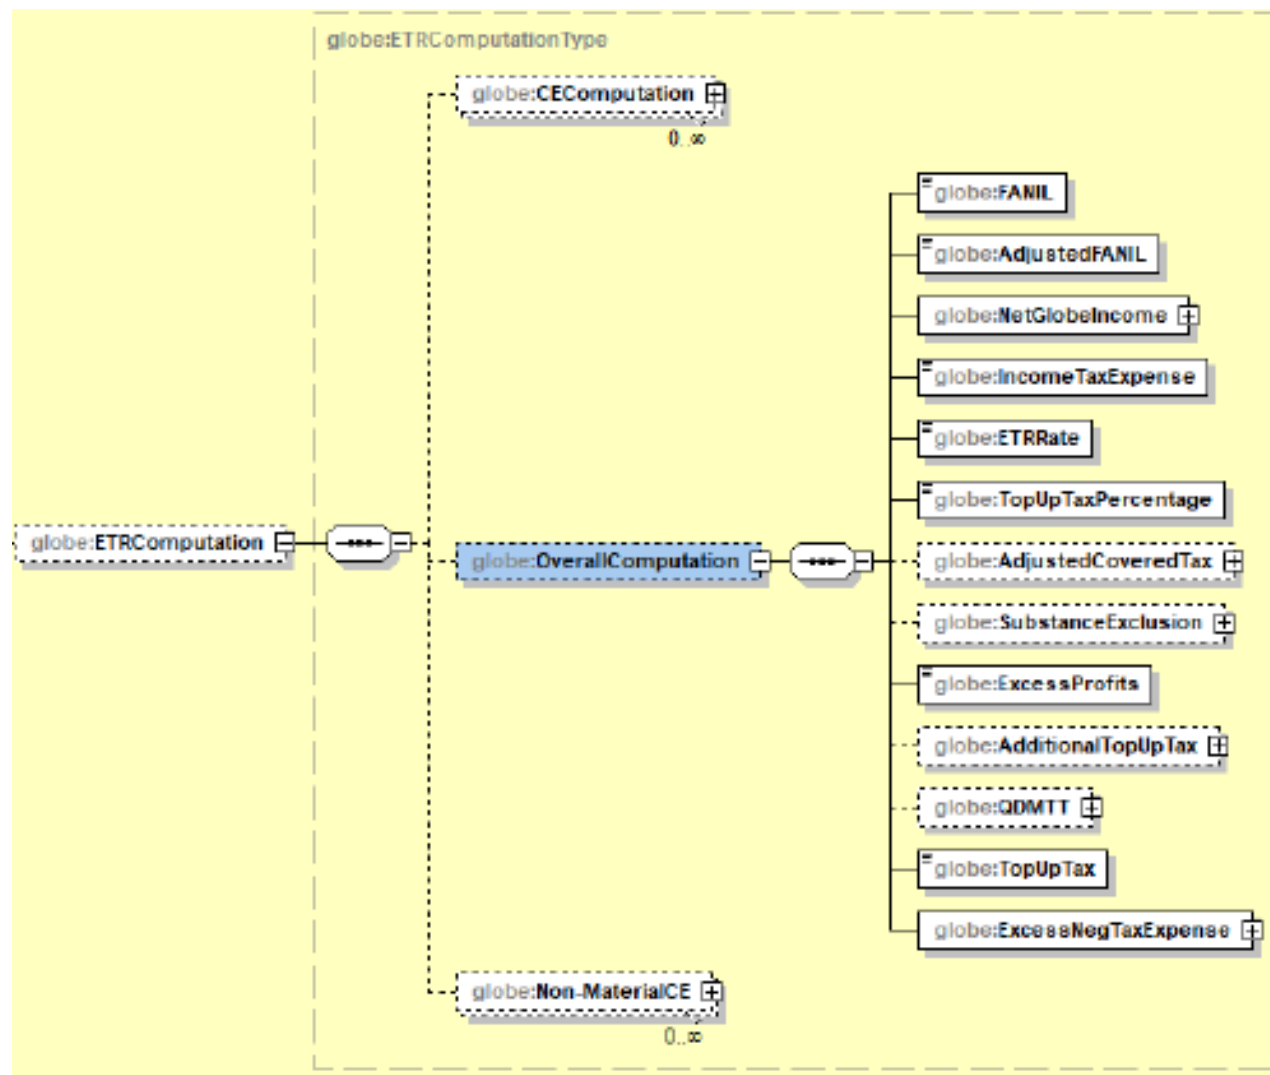 globe:ETRComputationType
globe:CEComputation
0..∞
globe:FANIL
globe:AdjustedFANIL
globe:NetGlobeIncome
globe:IncomeTaxExpense
globe:ETRRate
globe:TopUpTaxPercentage
globe:ETRComputation
globe:OverallComputation
globe:AdjustedCoveredTax
globe:SubstanceExclusion
globe:ExcessProfits
globe:AdditionalTopUpTax
globe:QDMTT
globe:TopUpTax
globe:ExcessNegTaxExpense
globe:Non-MaterialCE
0..∞